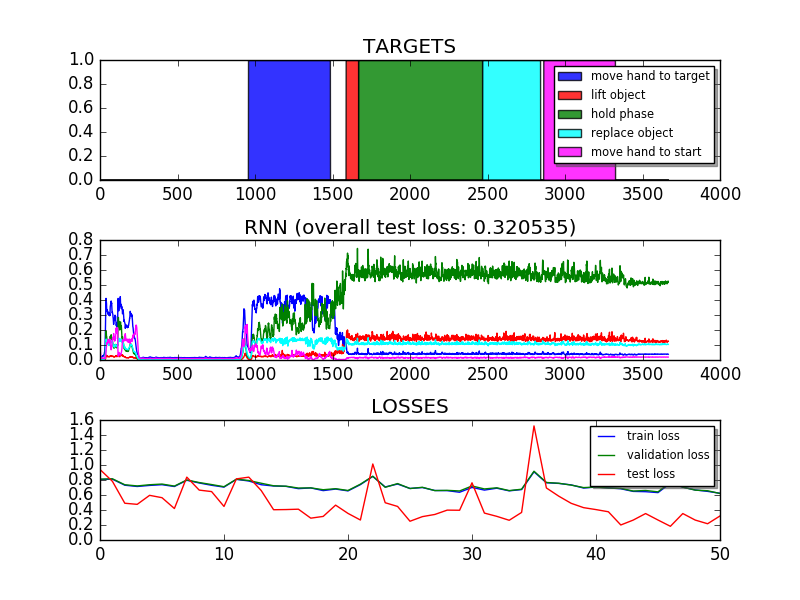 TARGETS
1.0
0.8
0.6
0.4
0.2
0.0
move hand to target
lift object
hold phase
replace object
move hand to start
0 500 1000 1500 2000 2500 3000 3500 4000
RNN (overall test loss: 0.320535)
0.8
0.7
0.6
0.5
0.4
0.3
0.2
0.1
0.0
0 500 1000 1500 2000 2500 3000 3500 4000
LOSSES
1.6
1.4
1.2
1.0
0.8
0.6
0.4
0.2
0.0
train loss
validation loss
test loss
0 10 20 30 40 50